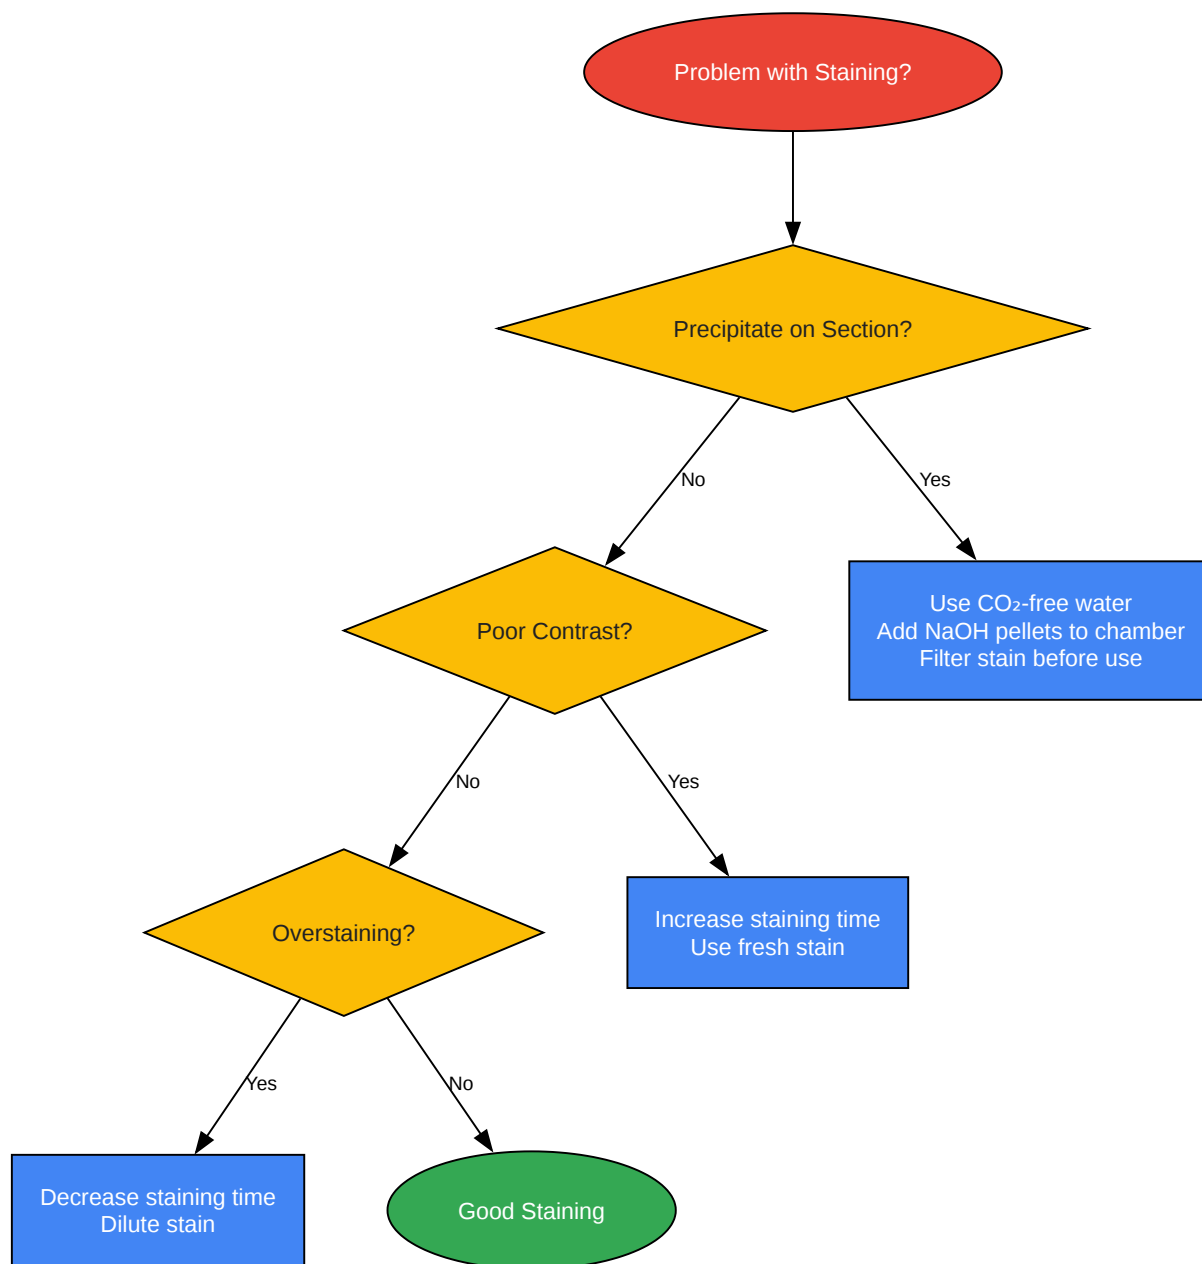 Problem with Staining?
Precipitate on Section?
No
Yes
Use CO₂-free water
Add NaOH pellets to chamber
Filter stain before use
Poor Contrast?
No
Yes
Increase staining time
Use fresh stain
Overstaining?
Yes
No
Decrease staining time
Dilute stain
Good Staining